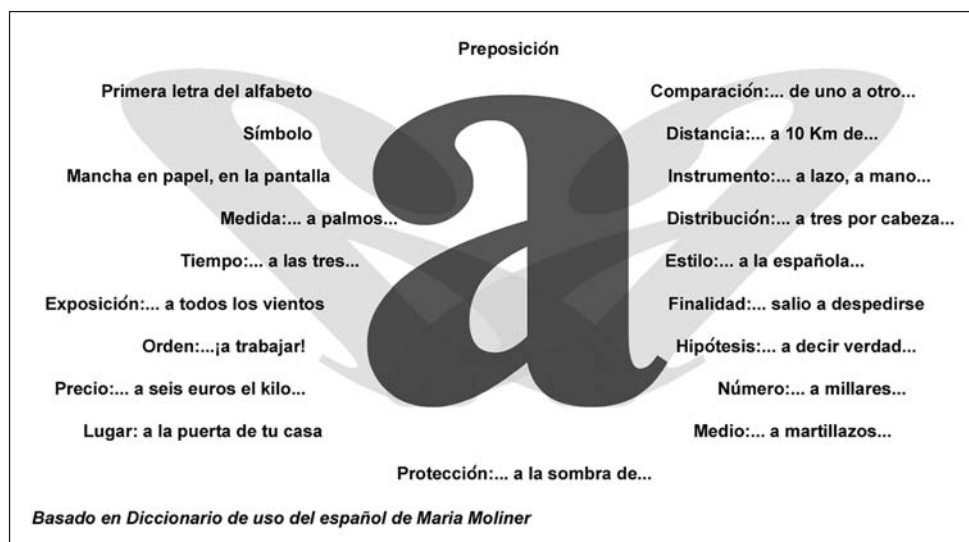 Preposición
Primera letra del alfabeto
Símbolo
Mancha en papel, en la pantalla
Medida:... a palmos...
Tiempo:... a las tres...
Exposición:... a todos los vientos
Orden:...¡a trabajar!
Precio:... a seis euros el kilo...
Lugar: a la puerta de tu casa
a
Comparación:... de uno a otro...
Distancia:... a 10 Km de...
Instrumento:... a lazo, a mano...
Distribución:... a tres por cabeza...
Estilo:... a la española...
Finalidad:... salio a despedirse
Hipótesis:... a decir verdad...
Número:... a millares...
Medio:... a martillazos...
Protección:... a la sombra de...
Basado en Diccionario de uso del español de Maria Moliner